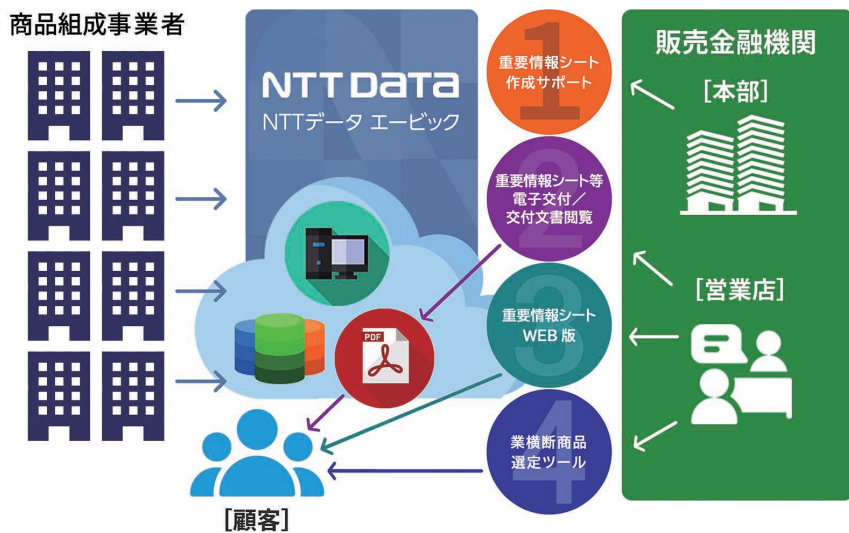 商品組成事業者
NTT DATA
NTTデータ エービック
PDF
[顧客]
1
重要情報シート
作成サポート
2
重要情報シート等
電子交付／
交付文書閲覧
3
重要情報シート
WEB 版
4
業横断商品
選定ツール
販売金融機関
[本部]
[営業店]